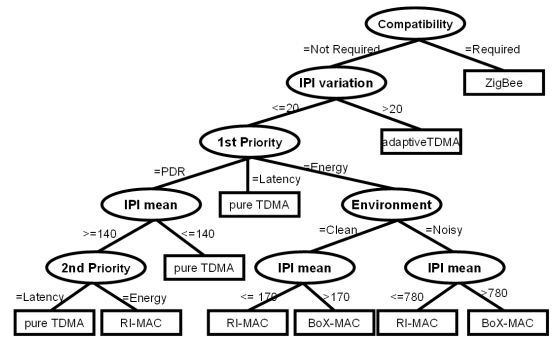 Compatibility
=Not Required
=Required
IPI variation
ZigBee
<=20
>20
1st Priority
adaptiveTDMA
=PDR
=Latency
=Energy
IPI mean
pure TDMA
Environment
>=140
<=140
=Clean
=Noisy
2nd Priority
pure TDMA
IPI mean
IPI mean
=Latency
=Energy
<= 170
>170
<=780
>780
pure TDMA
RI-MAC
RI-MAC
BoX-MAC
RI-MAC
BoX-MAC